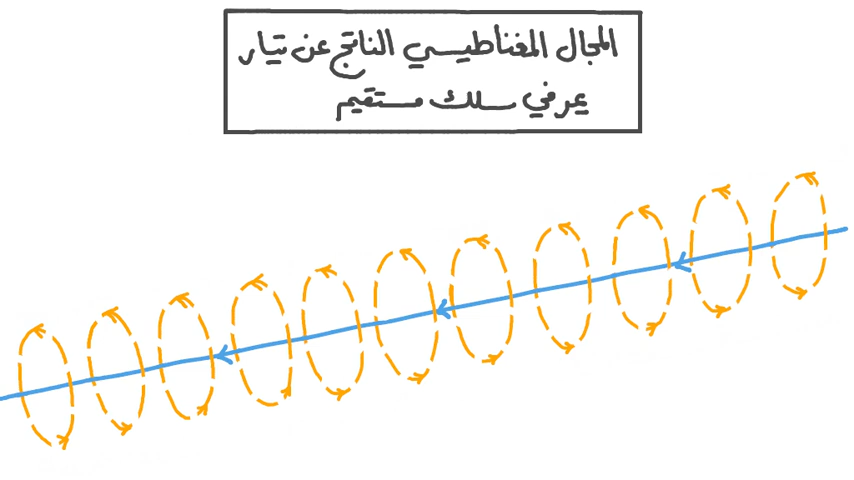 المجال المغناطيسي الناتج عن تيار
يمر في سلك مستقيم